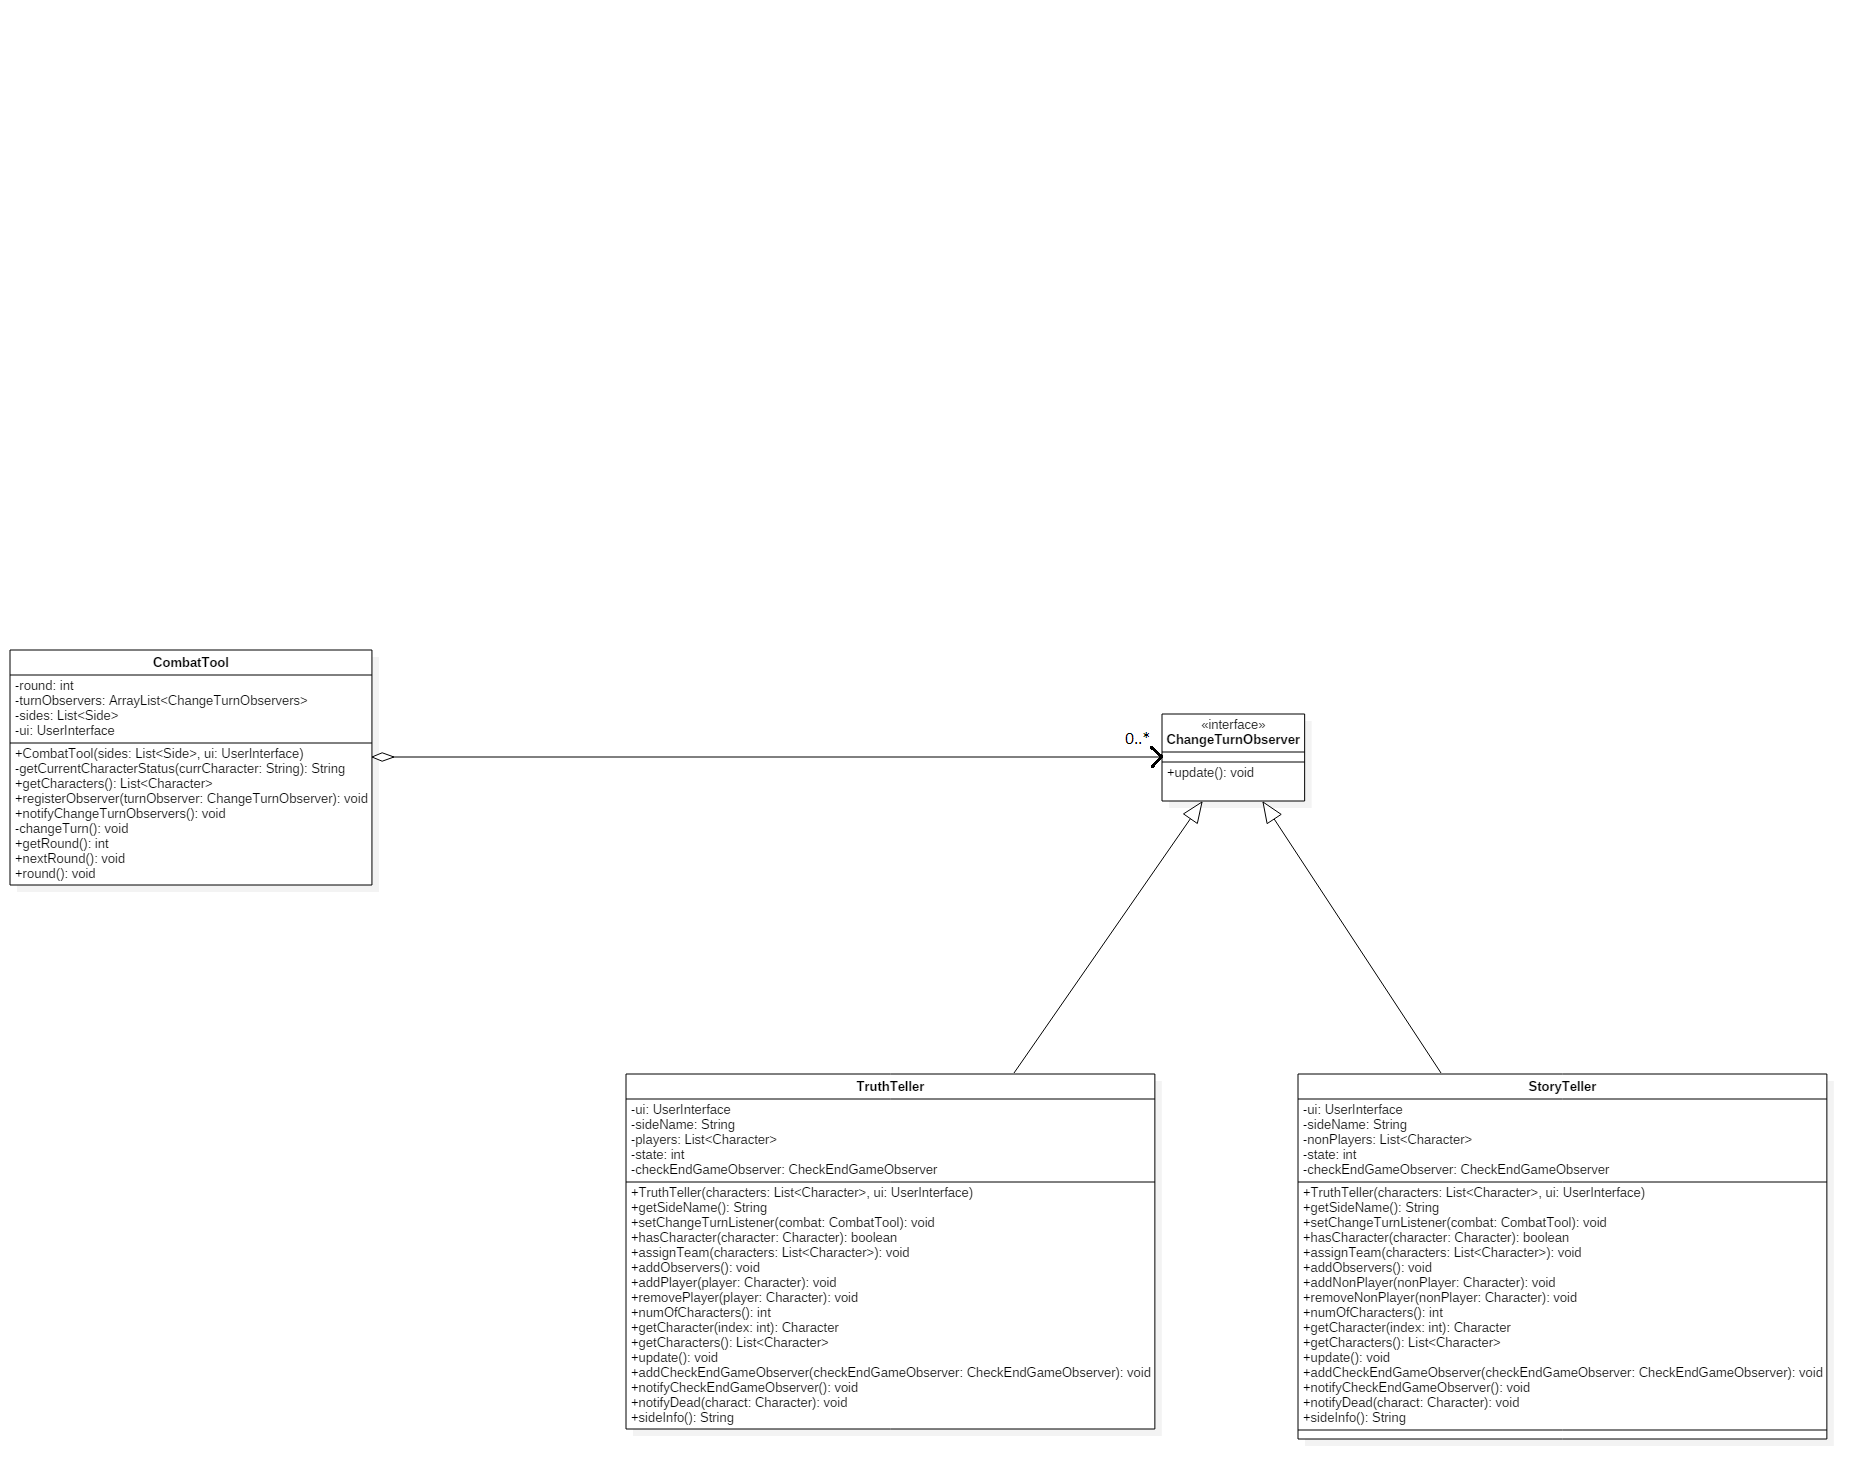 CombatTool
-round: int
-turnObservers: ArrayList<ChangeTurnObservers>
-sides: List<Side>
-ui: UserInterface
+CombatTool(sides: List<Side>, ui: UserInterface)
-getCurrentCharacterStatus(currCharacter: String): String
+getCharacters(): List<Character>
+registerObserver(turnObserver: ChangeTurnObserver): void
+notifyChangeTurnObservers(): void
-changeTurn(): void
+getRound(): int
+nextRound(): void
+round(): void
0..*
«interface»
ChangeTurnObserver
+update(): void
TruthTeller
-ui: UserInterface
-sideName: String
-players: List<Character>
-state: int
-checkEndGameObserver: CheckEndGameObserver
+TruthTeller(characters: List<Character>, ui: UserInterface)
+getSideName(): String
+setChangeTurnListener(combat: CombatTool): void
+hasCharacter(character: Character): boolean
+assignTeam(characters: List<Character>): void
+addObservers(): void
+addPlayer(player: Character): void
+removePlayer(player: Character): void
+numOfCharacters(): int
+getCharacter(index: int): Character
+getCharacters(): List<Character>
+update(): void
+addCheckEndGameObserver(checkEndGameObserver: CheckEndGameObserver): void
+notifyCheckEndGameObserver(): void
+notifyDead(charact: Character): void
+sideInfo(): String
StoryTeller
-ui: UserInterface
-sideName: String
-nonPlayers: List<Character>
-state: int
-checkEndGameObserver: CheckEndGameObserver
+TruthTeller(characters: List<Character>, ui: UserInterface)
+getSideName(): String
+setChangeTurnListener(combat: CombatTool): void
+hasCharacter(character: Character): boolean
+assignTeam(characters: List<Character>): void
+addObservers(): void
+addNonPlayer(nonPlayer: Character): void
+removeNonPlayer(nonPlayer: Character): void
+numOfCharacters(): int
+getCharacter(index: int): Character
+getCharacters(): List<Character>
+update(): void
+addCheckEndGameObserver(checkEndGameObserver: CheckEndGameObserver): void
+notifyCheckEndGameObserver(): void
+notifyDead(charact: Character): void
+sideInfo(): String